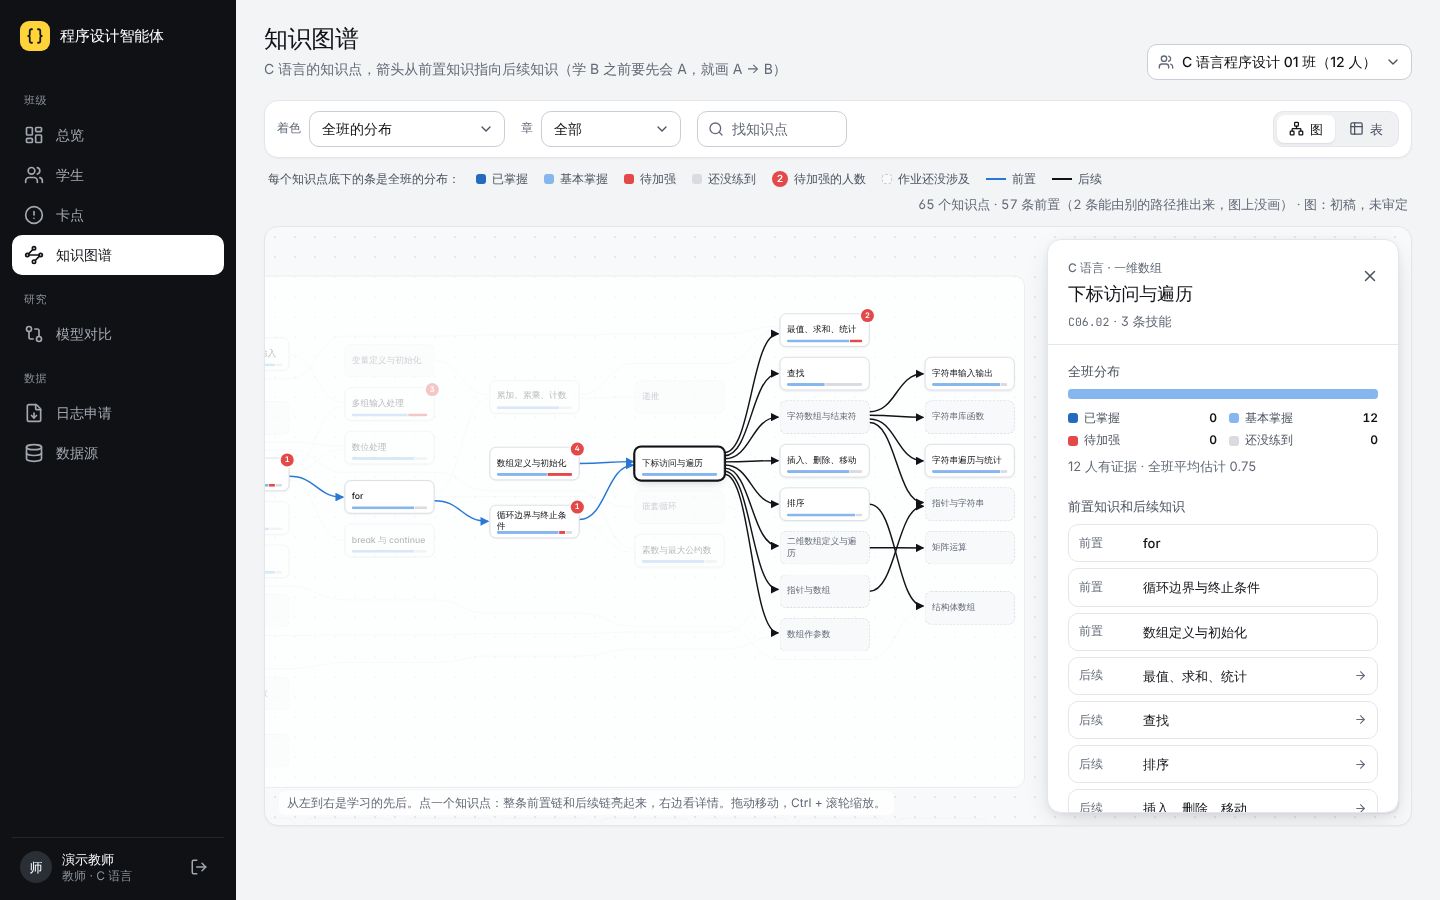 程序设计智能体
班级
总览
学生
卡点
知识图谱
研究
模型对比
数据
日志申请
数据源
师
演示教师
教师 · C 语言
知识图谱
C 语言的知识点，箭头从前置知识指向后续知识（学 B 之前要先会 A，就画 A → B）
C 语言程序设计 01 班（12 人）
着色
全班的分布
章
全部
找知识点
图
表
每个知识点底下的条是全班的分布：
已掌握
基本掌握
待加强
还没练到
2 待加强的人数
作业还没涉及
前置
后续
65 个知识点 · 57 条前置（2 条能由别的路径推出来，图上没画） · 图：初稿，未审定
变量定义与初始化
多组输入处理
3
数位处理
1
for
break 与 continue
累加、累乘、计数
数组定义与初始化
4
循环边界与终止条
件
1
递推
下标访问与遍历
嵌套循环
素数与最大公约数
最值、求和、统计
2
查找
字符数组与结束符
插入、删除、移动
排序
二维数组定义与遍
历
指针与数组
数组作参数
字符串输入输出
字符串库函数
字符串遍历与统计
指针与字符串
矩阵运算
结构体数组
从左到右是学习的先后。点一个知识点：整条前置链和后续链亮起来，右边看详情。拖动移动，Ctrl + 滚轮缩放。
C 语言 · 一维数组
下标访问与遍历
C06.02 · 3 条技能
全班分布
已掌握 0
基本掌握 12
待加强 0
还没练到 0
12 人有证据 · 全班平均估计 0.75
前置知识和后续知识
前置 for
前置 循环边界与终止条件
前置 数组定义与初始化
后续 最值、求和、统计 →
后续 查找 →
后续 排序 →
后续 插入、删除、移动 →